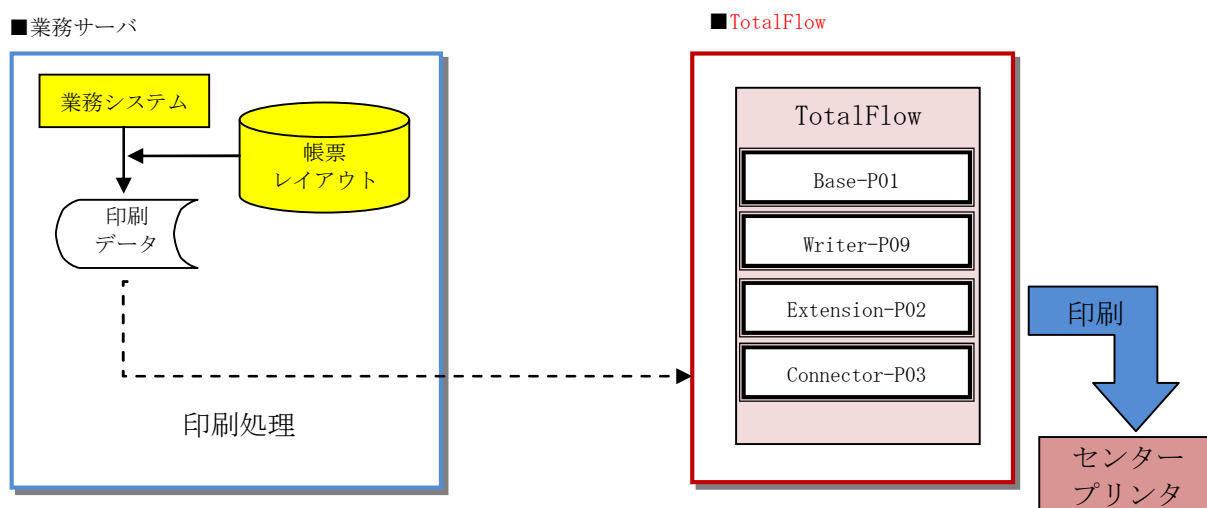 ■業務サーバ
業務システム
帳票
レイアウト
印刷
データ
印刷処理
■TotalFlow
TotalFlow
Base-P01
Writer-P09
Extension-P02
Connector-P03
印刷
センター
プリンタ